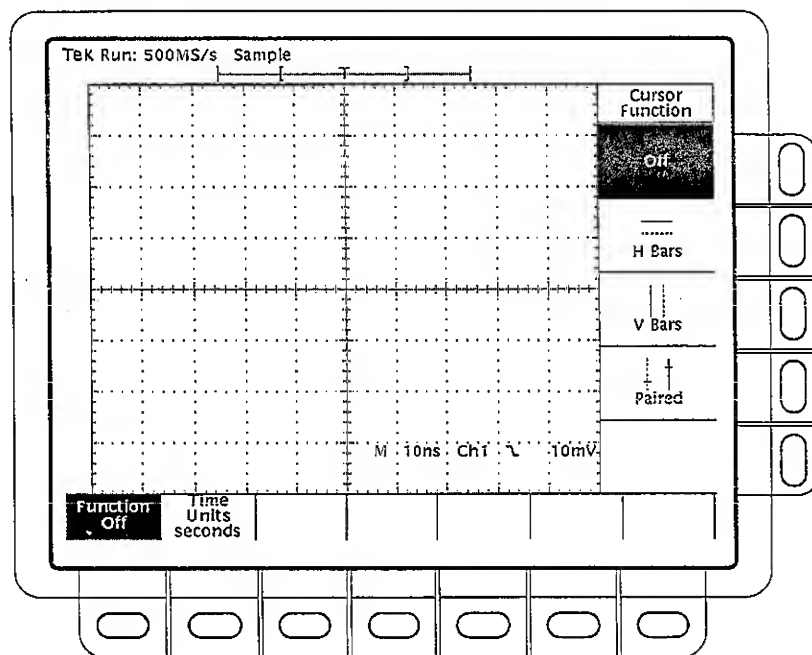 Tek Run: 500MS/s Sample
Cursor
Function
Off
H Bars
V Bars
Paired
M 10ns Ch1 10mV
Function
Off
Time
Units
seconds